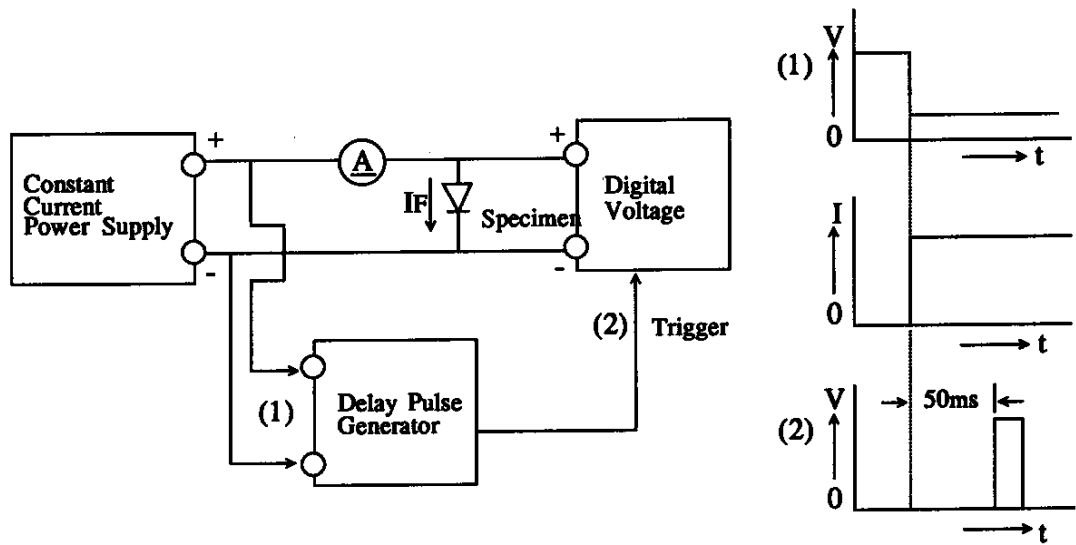 +
Constant
Current
Power Supply
-
A
IF
Specimen
+
Digital
Voltage
-
(2)
Trigger
(1)
Delay Pulse
Generator
(1)
V
0
t
I
0
t
(2)
V
0
50ms
t